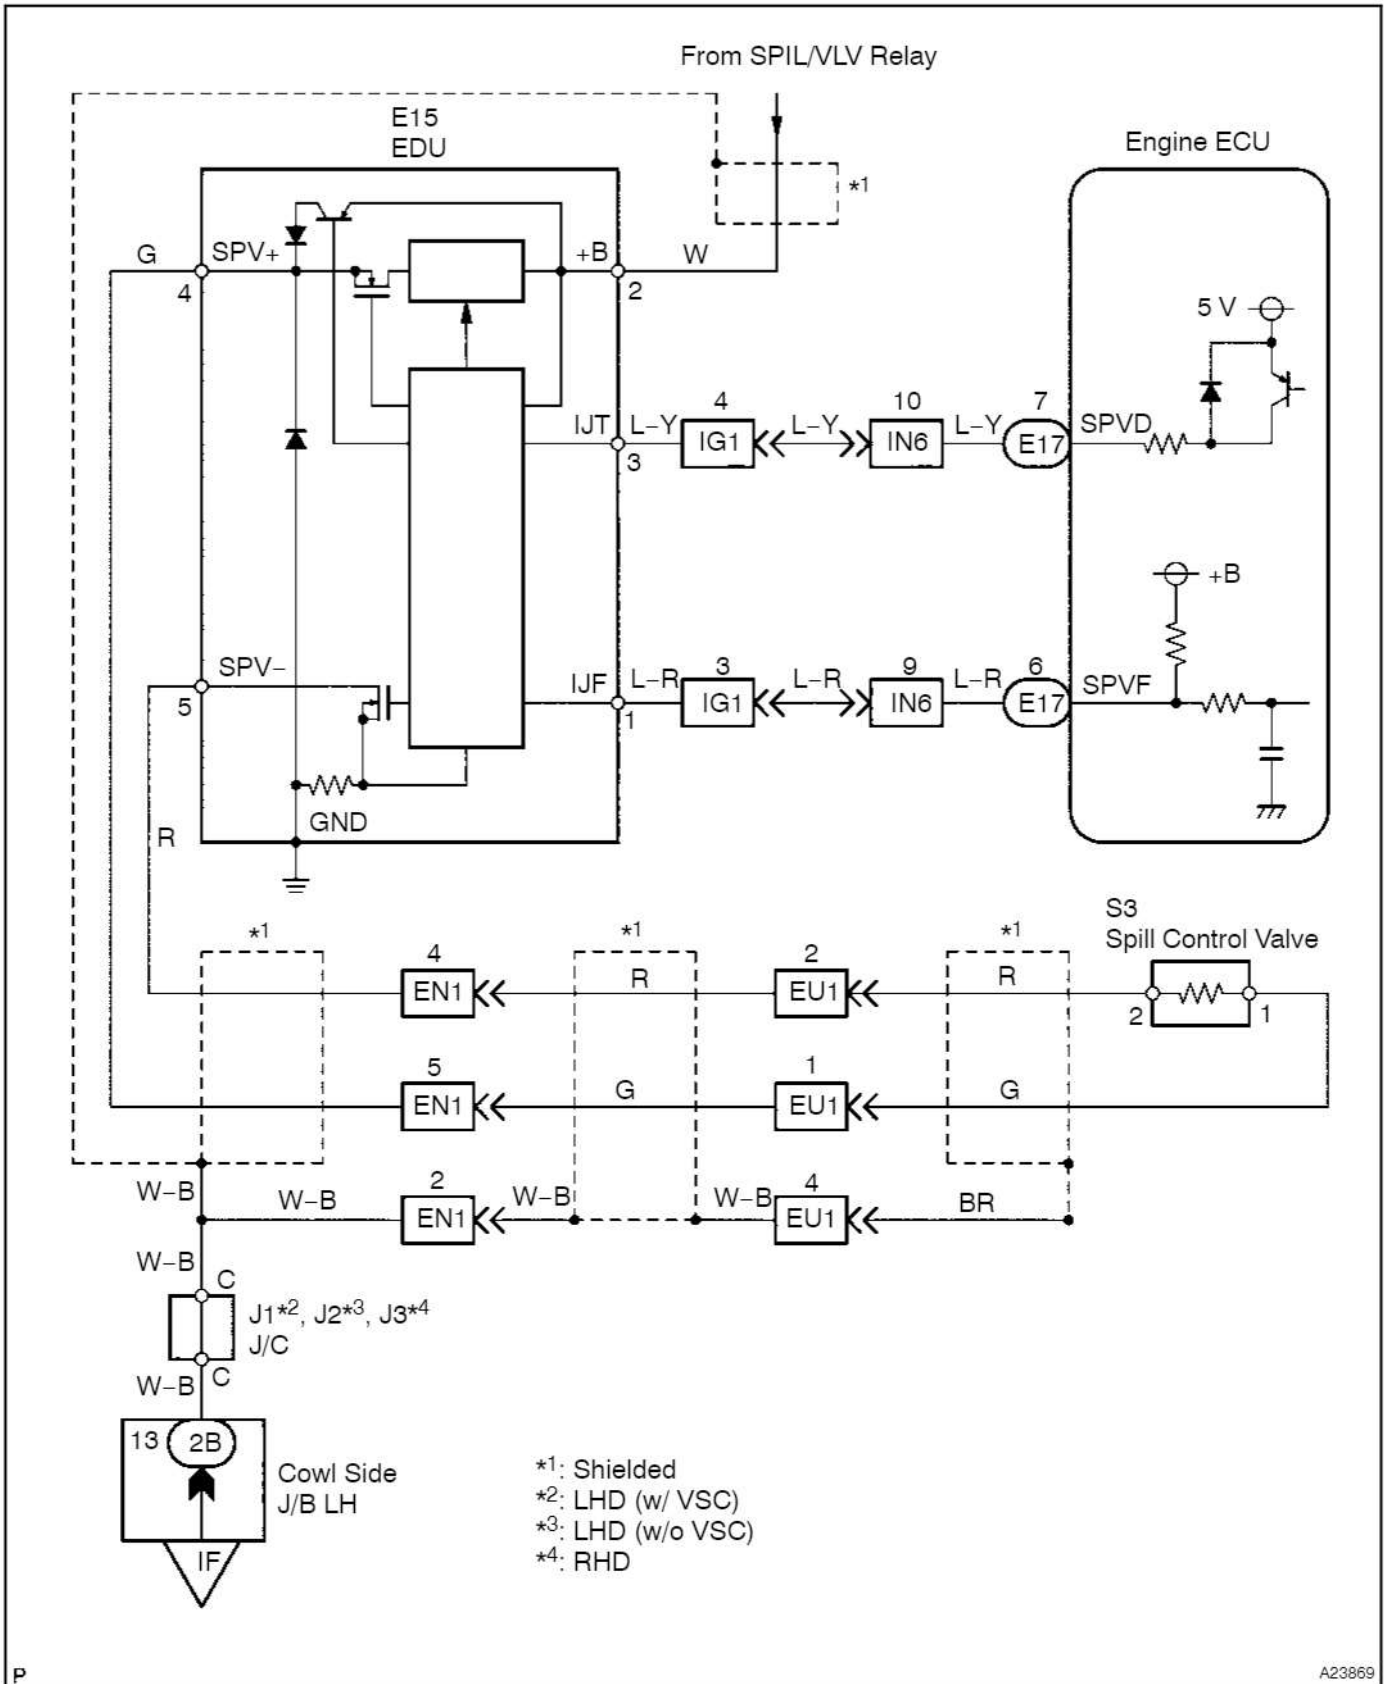 From SPIL/VLV Relay
E15
EDU
Engine ECU
*1
G
SPV+
+B
W
4
2
5 V
IJT
L-Y
4
IG1
L-Y
10
IN6
L-Y
7
E17
SPVD
3
+B
SPV-
5
IJF
L-R
3
IG1
L-R
9
IN6
L-R
6
E17
SPVF
1
GND
R
S3
Spill Control Valve
*1
*1
*1
4
EN1
R
2
EU1
R
2
1
5
EN1
G
1
EU1
G
W-B
W-B
2
EN1
W-B
W-B
4
EU1
BR
W-B
C
J1*2, J2*3, J3*4
J/C
W-B
C
13
2B
Cowl Side
J/B LH
IF
*1: Shielded
*2: LHD (w/ VSC)
*3: LHD (w/o VSC)
*4: RHD
P
A23869